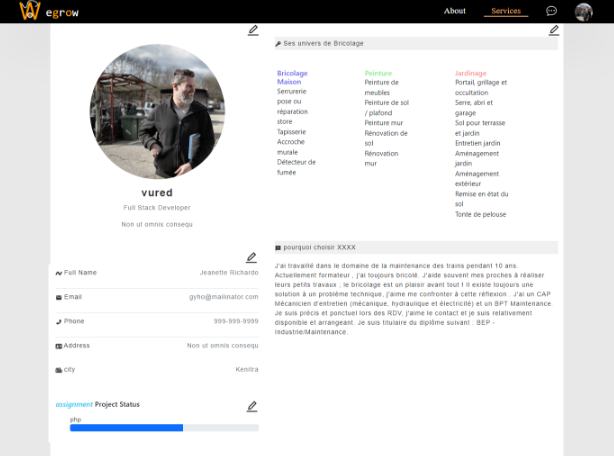 egrow
About
Services
Ses univers de Bricolage
Bricolage
Maison
Serrurerie
pose ou
réparation
store
Tapisserie
Accroche
murale
Détecteur de
fumée
Peinture
Peinture de
meubles
Peinture de sol
/ plafond
Peinture mur
Rénovation de
sol
Rénovation
mur
Jardinage
Portail, grillage et
occultation
Serre, abri et
garage
Sol pour terrasse
et jardin
Entretien jardin
Aménagement
jardin
Aménagement
extérieur
Remise en état du
sol
Tonte de pelouse
vured
Full Stack Developer
Non ut omnis consequ
pourquoi choisir XXXX
J'ai travaillé dans le domaine de la maintenance des trains pendant 10 ans.
Actuellement formateur , j'ai toujours bricolé. J'aide souvent mes proches à réaliser
leurs petits travaux ; le bricolage est un plaisir avant tout ! Il existe toujours une
solution à un problème technique, j'aime me confronter à cette réflexion . J'ai un CAP
Mécanicien d'entretien (mécanique, hydraulique et électricité) et un BPT Maintenance.
Je suis précis et ponctuel lors des RDV, j'aime le contact et je suis relativement
disponible et arrangeant. Je suis titulaire du diplôme suivant : BEP -
Industrie/Maintenance.
Full Name Jeanette Richardo
Email gyho@mailinator.com
Phone 999-999-9999
Address Non ut omnis consequ
city Kenitra
assignment Project Status
php